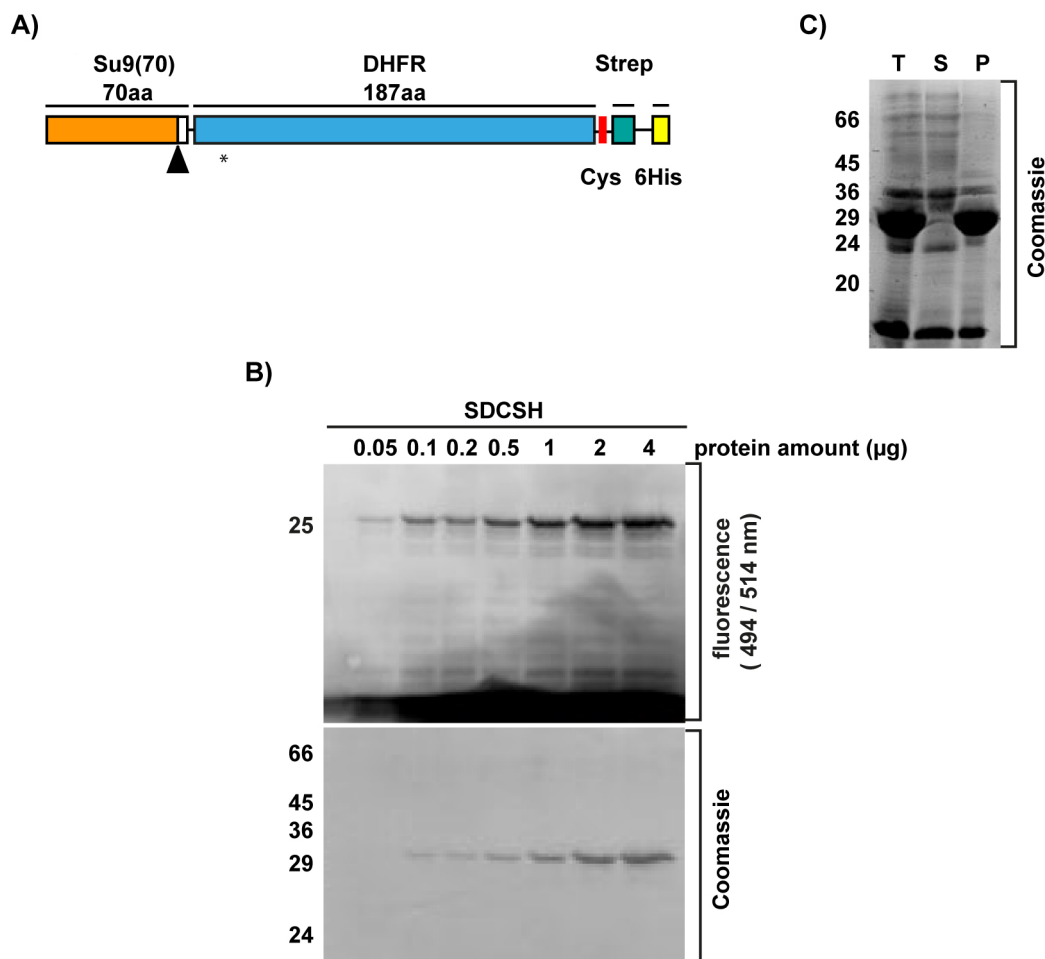 A)
Su9(70) DHFR Strep
70aa 187aa
*
Cys 6His
C)
T S P
66
45
36
29
24
20
Coomassie
B)
SDCSH
0.05 0.1 0.2 0.5 1 2 4 protein amount (µg)
25
fluorescence
( 494 / 514 nm)
66
45
36
29
24
Coomassie